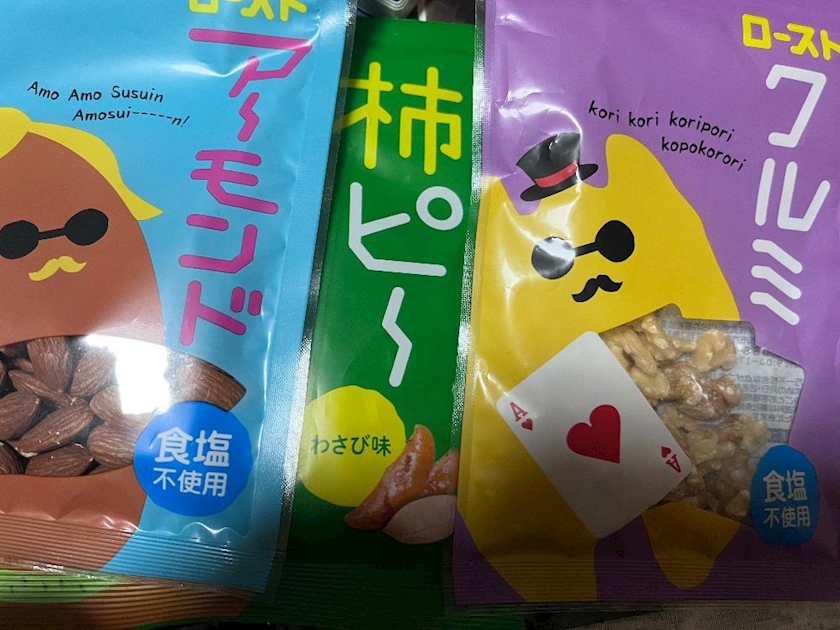 ロースト
アーモンド
Amo Amo Susuin
Amosui-----n!
食塩
不使用
柿ピー
わさび味
ロースト
クルミ
kori kori koripori
kopokorori
A
A
食塩
不使用